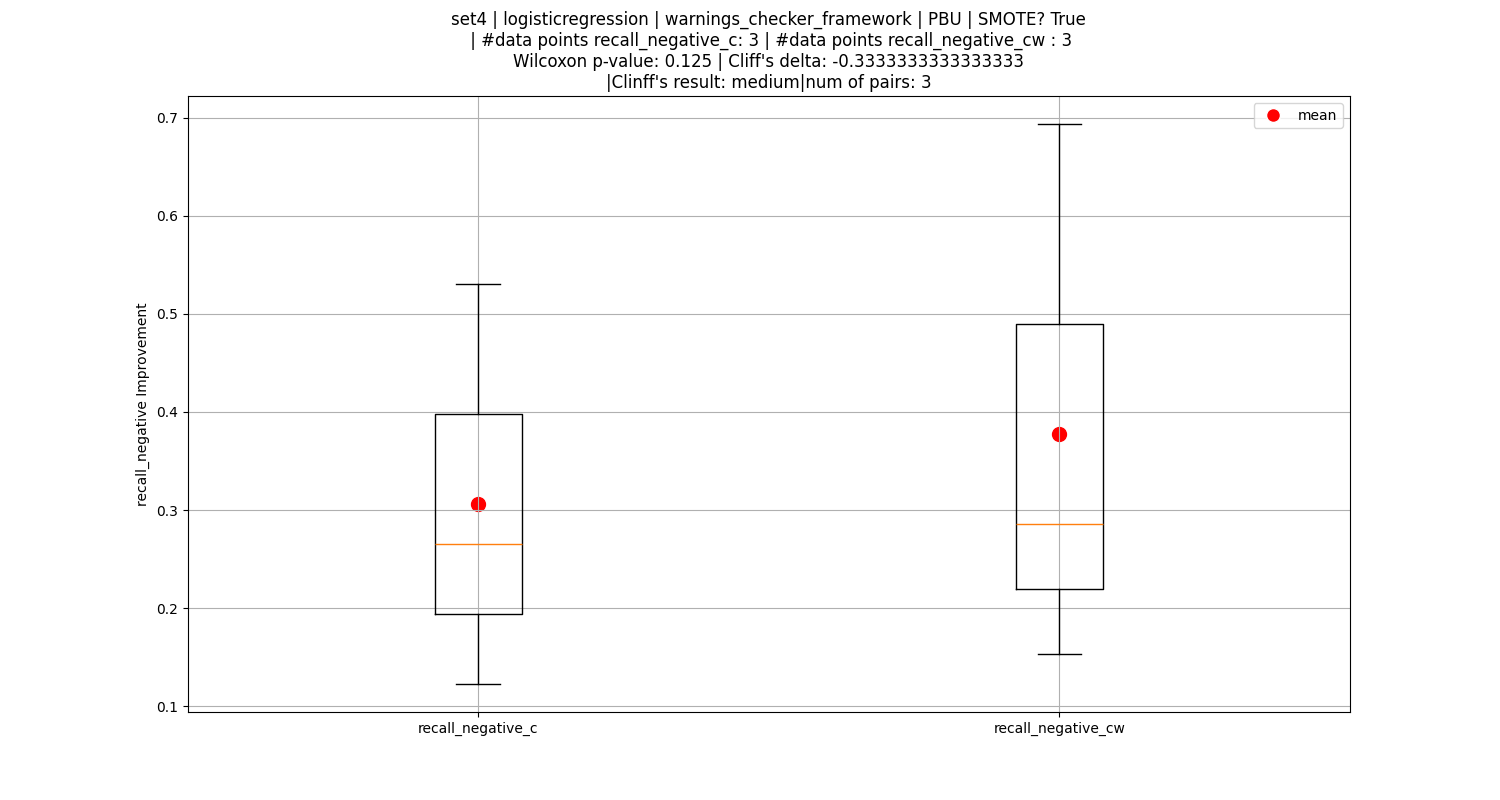 set4 | logisticregression | warnings_checker_framework | PBU | SMOTE? True
| #data points recall_negative_c: 3 | #data points recall_negative_cw : 3
Wilcoxon p-value: 0.125 | Cliff's delta: -0.3333333333333333
|Clinff's result: medium|num of pairs: 3
mean
recall_negative Improvement
0.7
0.6
0.5
0.4
0.3
0.2
0.1
recall_negative_c
recall_negative_cw